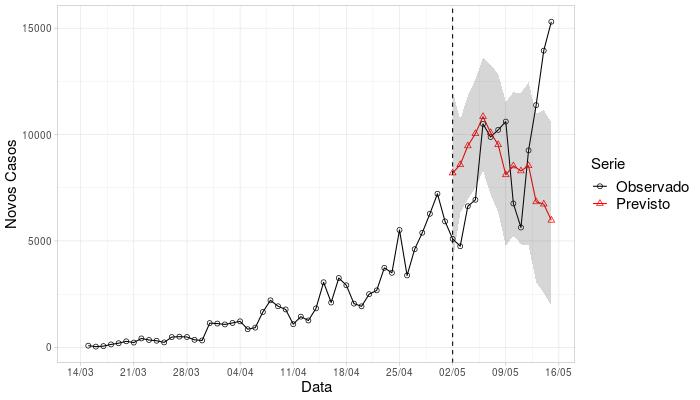 15000
10000
5000
0
Novos Casos
14/03 21/03 28/03 04/04 11/04 18/04 25/04 02/05 09/05 16/05
Data
Serie
Observado
Previsto